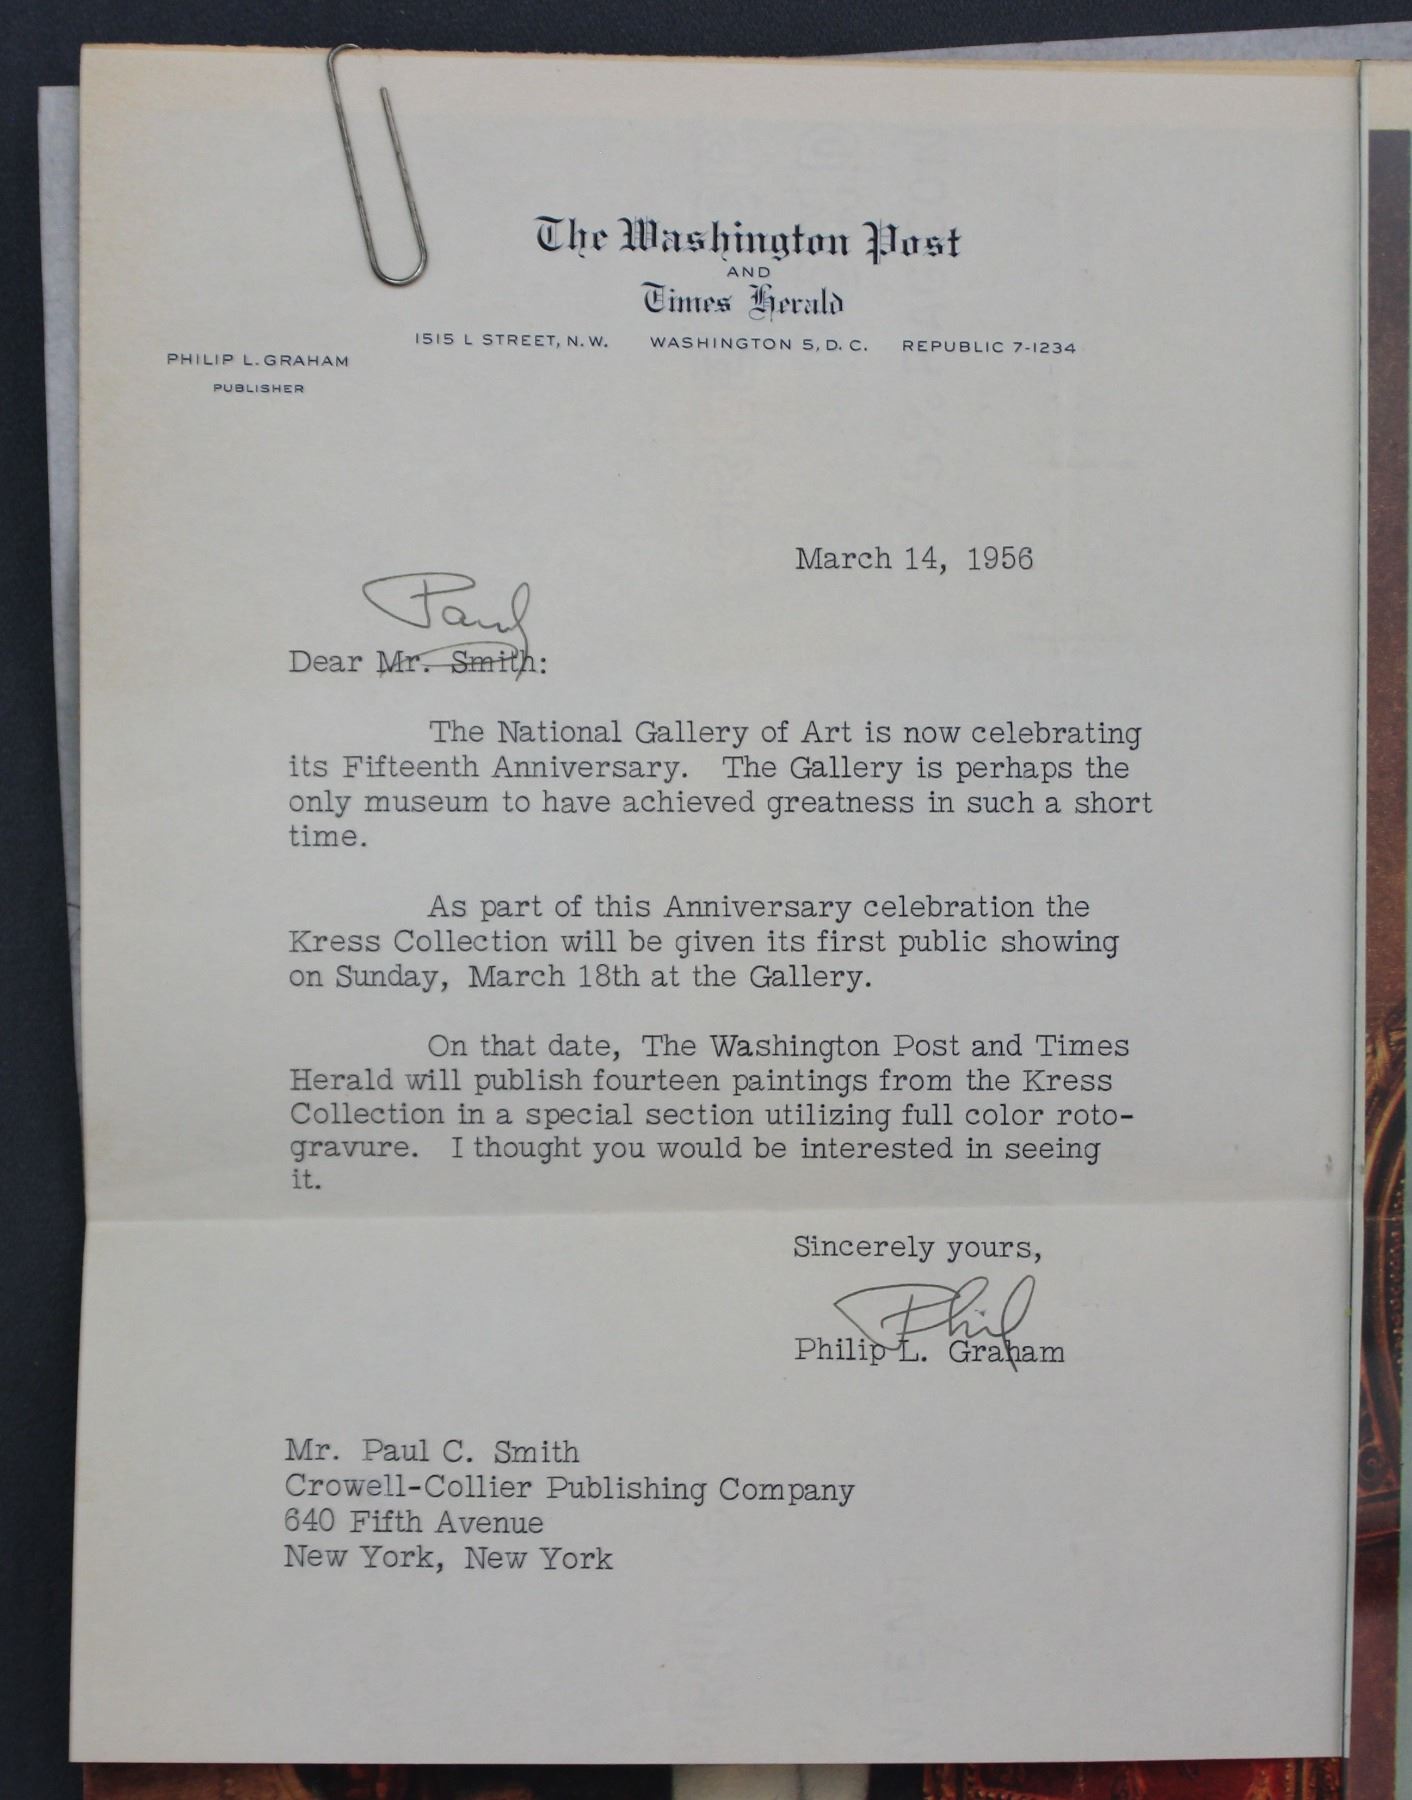 The Washington Post
AND
Times Herald
1515 L STREET, N. W. WASHINGTON 5, D. C. REPUBLIC 7-1234
PHILIP L. GRAHAM
PUBLISHER
March 14, 1956
Paul
Dear Mr. Smith:
The National Gallery of Art is now celebrating
its Fifteenth Anniversary. The Gallery is perhaps the
only museum to have achieved greatness in such a short
time.
As part of this Anniversary celebration the
Kress Collection will be given its first public showing
on Sunday, March 18th at the Gallery.
On that date, The Washington Post and Times
Herald will publish fourteen paintings from the Kress
Collection in a special section utilizing full color roto-
gravure. I thought you would be interested in seeing
it.
Sincerely yours,
Phil
Philip L. Graham
Mr. Paul C. Smith
Crowell-Collier Publishing Company
640 Fifth Avenue
New York, New York